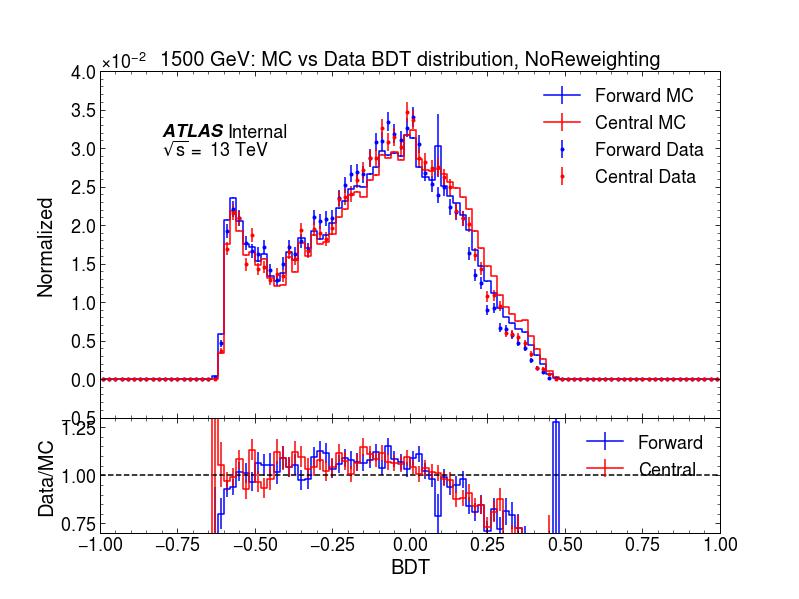 ×10⁻² 1500 GeV: MC vs Data BDT distribution, NoReweighting
4.0
3.5
3.0
2.5
2.0
1.5
1.0
0.5
0.0
Normalized
ATLAS Internal
√s = 13 TeV
Forward MC
Central MC
Forward Data
Central Data
1.25
1.00
0.75
Data/MC
Forward
Central
−1.00 −0.75 −0.50 −0.25 0.00 0.25 0.50 0.75 1.00
BDT